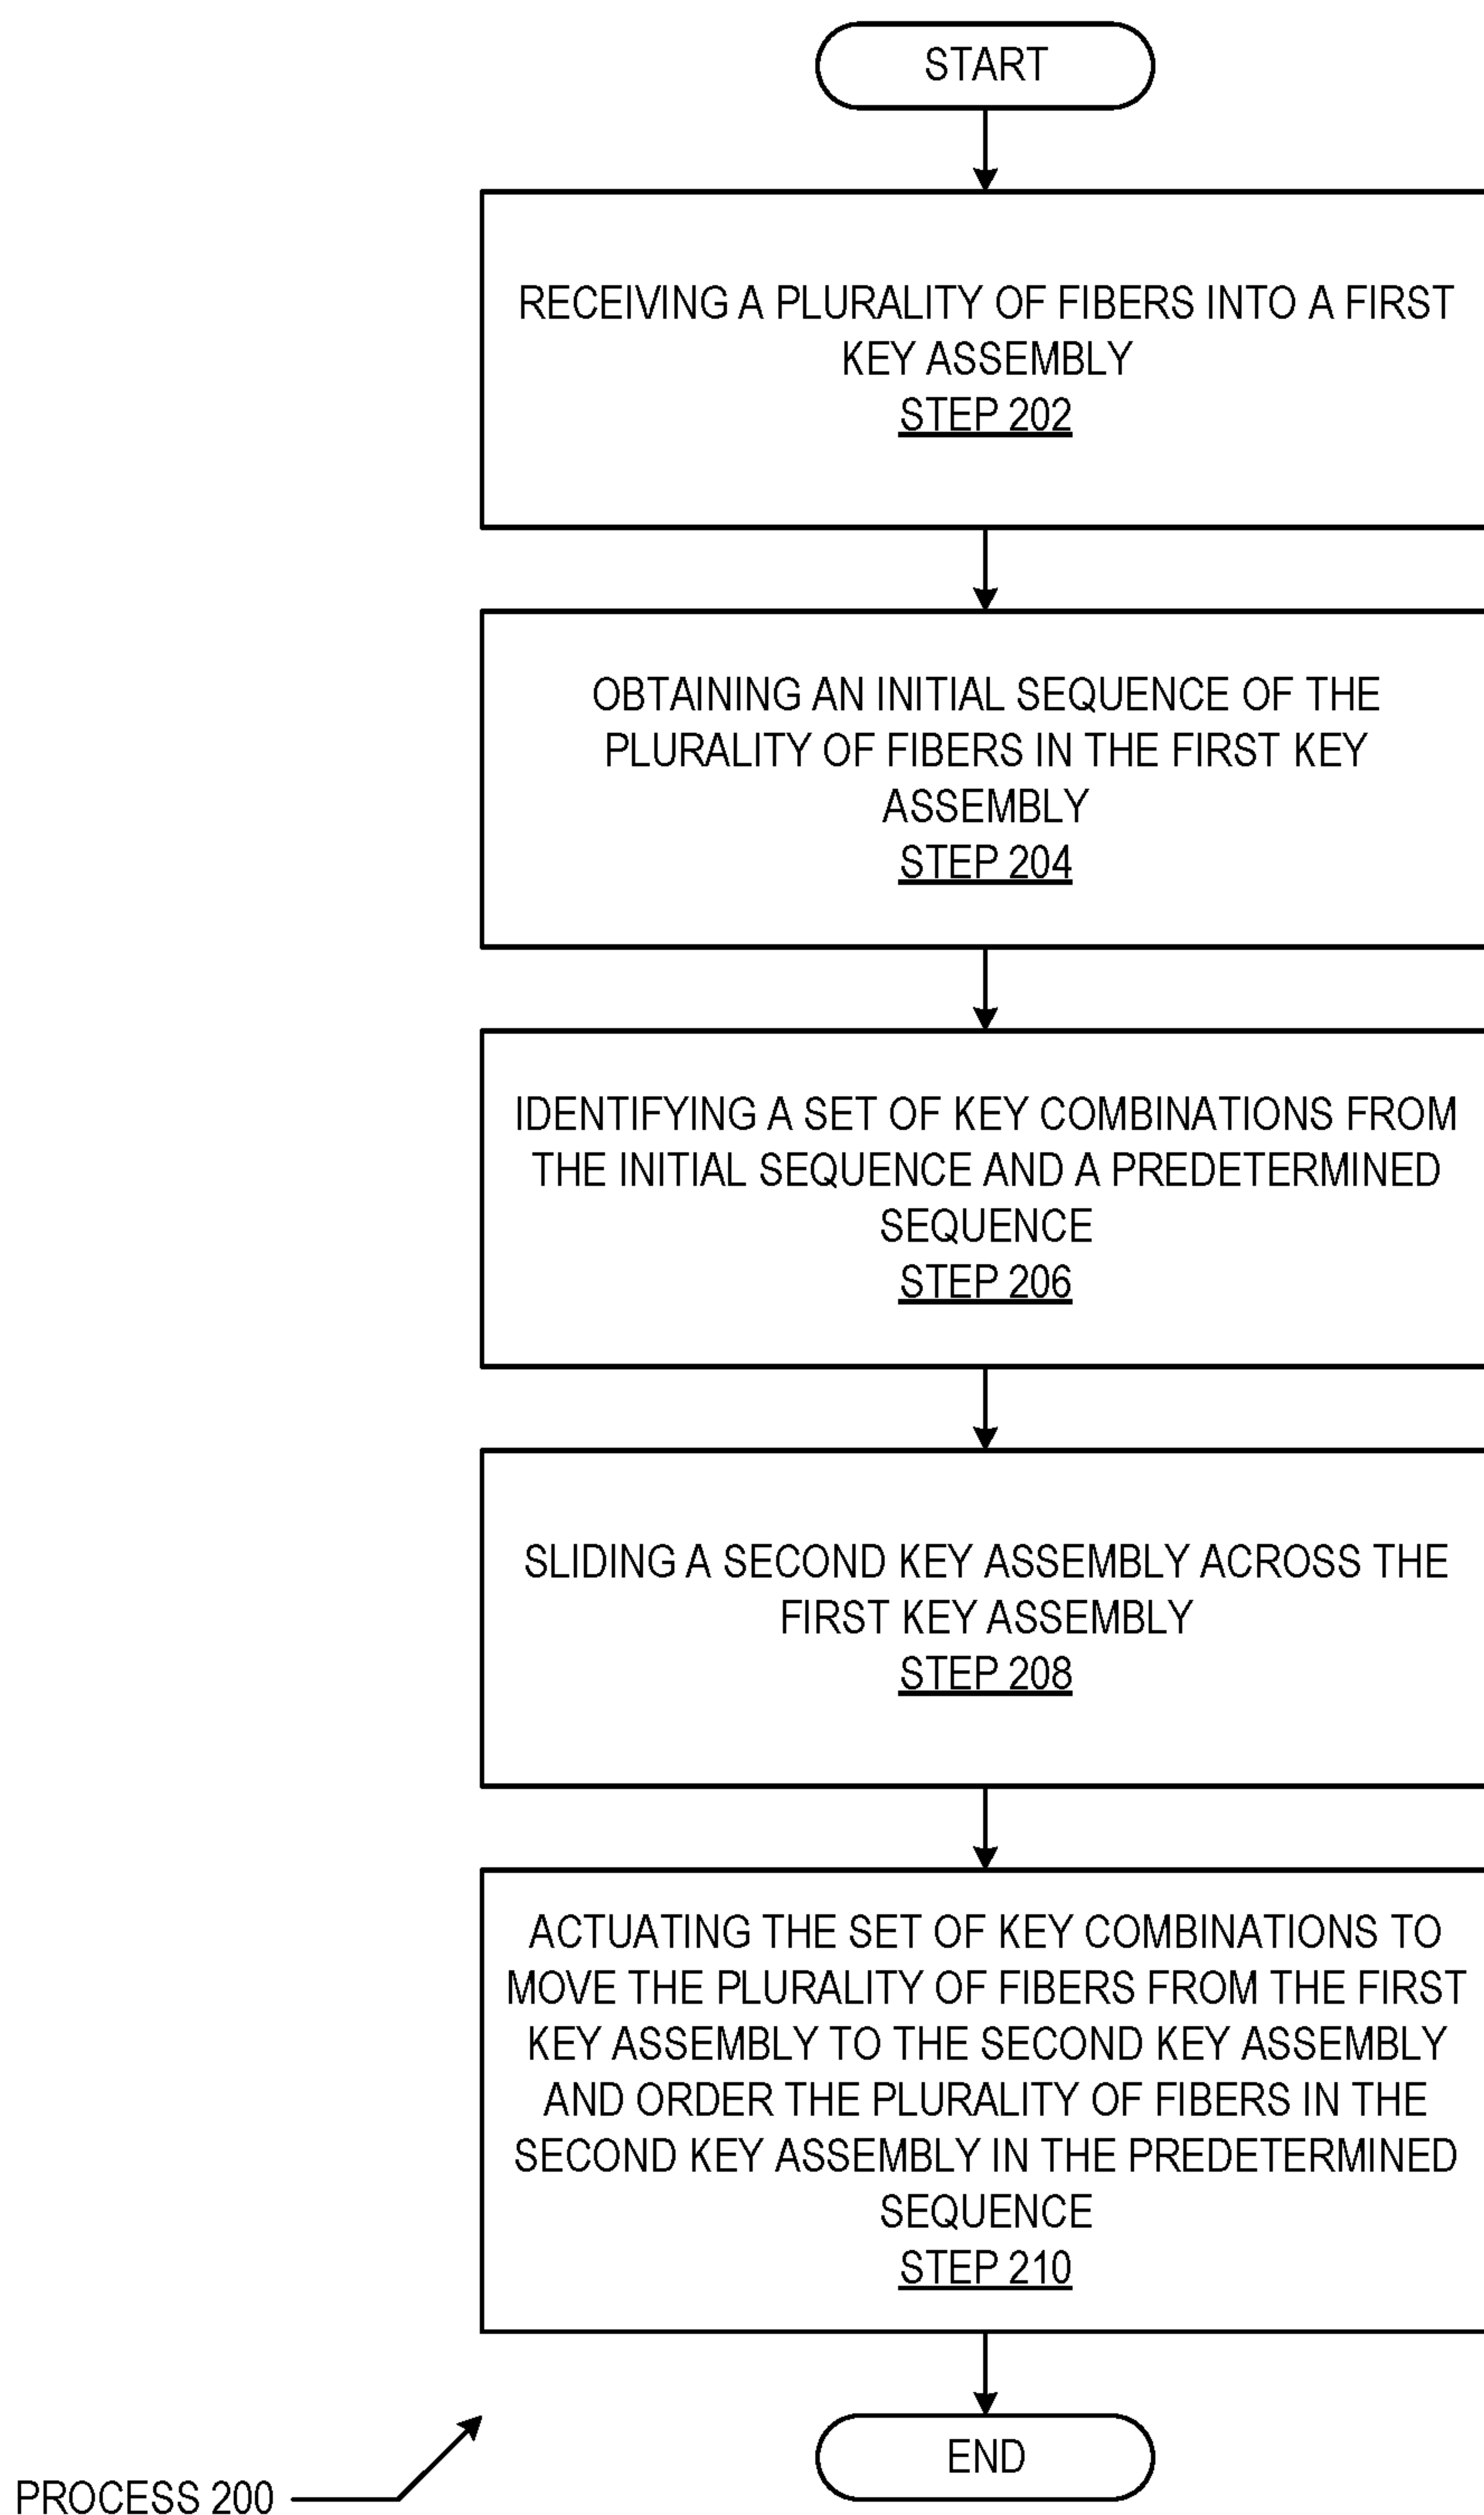 START
RECEIVING A PLURALITY OF FIBERS INTO A FIRST
KEY ASSEMBLY
STEP 202
OBTAINING AN INITIAL SEQUENCE OF THE
PLURALITY OF FIBERS IN THE FIRST KEY
ASSEMBLY
STEP 204
IDENTIFYING A SET OF KEY COMBINATIONS FROM
THE INITIAL SEQUENCE AND A PREDETERMINED
SEQUENCE
STEP 206
SLIDING A SECOND KEY ASSEMBLY ACROSS THE
FIRST KEY ASSEMBLY
STEP 208
ACTUATING THE SET OF KEY COMBINATIONS TO
MOVE THE PLURALITY OF FIBERS FROM THE FIRST
KEY ASSEMBLY TO THE SECOND KEY ASSEMBLY
AND ORDER THE PLURALITY OF FIBERS IN THE
SECOND KEY ASSEMBLY IN THE PREDETERMINED
SEQUENCE
STEP 210
END
PROCESS 200